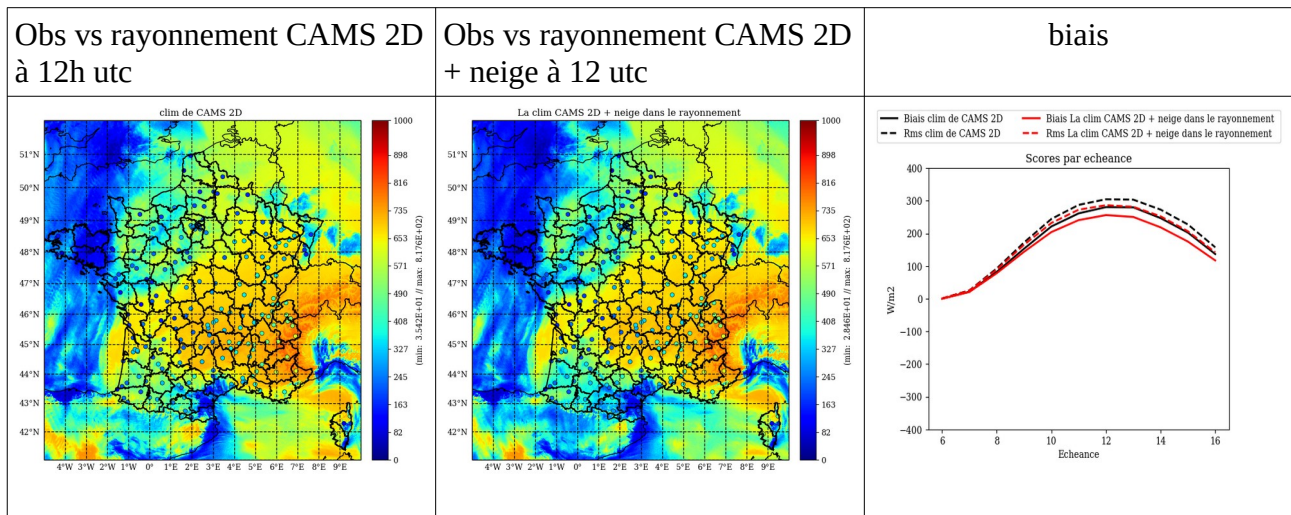 Obs vs rayonnement CAMS 2D
à 12h utc
Obs vs rayonnement CAMS 2D
+ neige à 12 utc
biais
clim de CAMS 2D
51°N
50°N
49°N
48°N
47°N
46°N
45°N
44°N
43°N
42°N
4°W 3°W 2°W 1°W 0° 1°E 2°E 3°E 4°E 5°E 6°E 7°E 8°E 9°E
1000
898
816
735
653
571
490
408
327
245
163
82
0
(min: 3.542E+01 // max: 8.176E+02)
La clim CAMS 2D + neige dans le rayonnement
51°N
50°N
49°N
48°N
47°N
46°N
45°N
44°N
43°N
42°N
4°W 3°W 2°W 1°W 0° 1°E 2°E 3°E 4°E 5°E 6°E 7°E 8°E 9°E
1000
898
816
735
653
571
490
408
327
245
163
82
0
(min: 2.846E+01 // max: 8.176E+02)
Biais clim de CAMS 2D Biais La clim CAMS 2D + neige dans le rayonnement
Rms clim de CAMS 2D Rms La clim CAMS 2D + neige dans le rayonnement
Scores par echeance
400
300
200
100
0
−100
−200
−300
−400
W/m2
6 8 10 12 14 16
Echeance